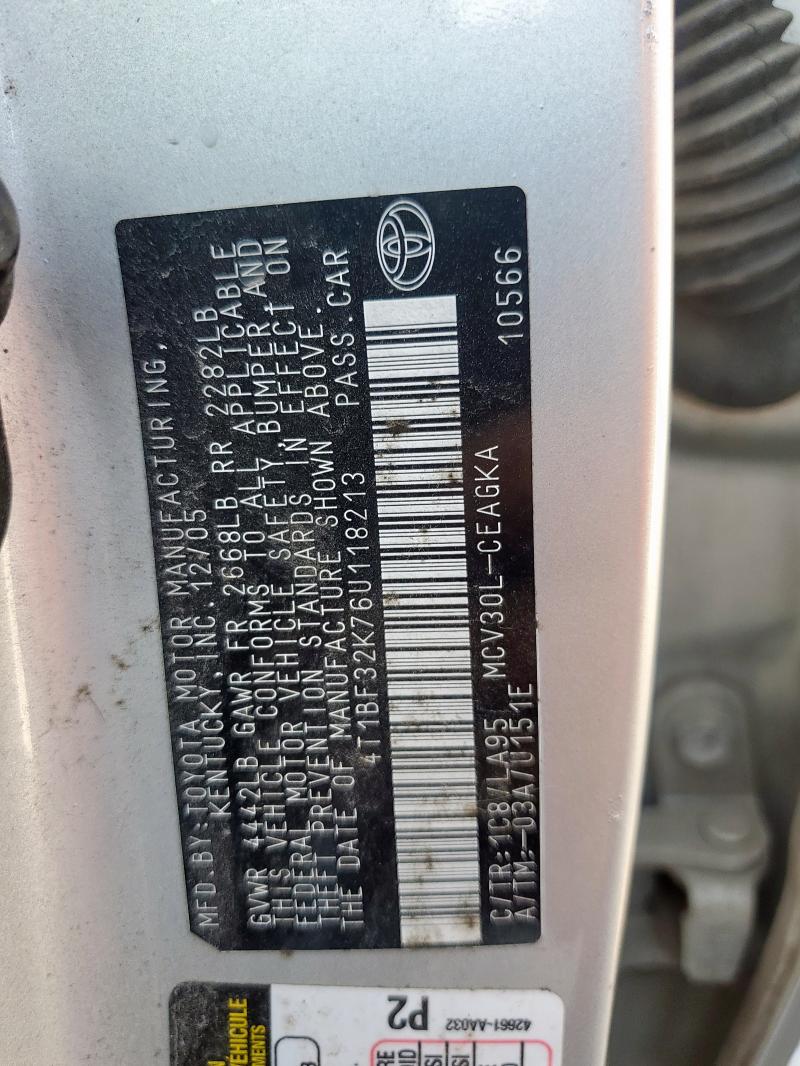 MFD.BY:TOYOTA MOTOR MANUFACTURING,
KENTUCKY, INC. 12/05
GVWR 4442LB GAWR FR 2668LB RR 2282LB
THIS VEHICLE CONFORMS TO ALL APPLICABLE
FEDERAL MOTOR VEHICLE SAFETY,BUMPER,AND
THEFT PREVENTION STANDARDS IN EFFECT ON
THE DATE OF MANUFACTURE SHOWN ABOVE.
4T1BF32K76U118213 PASS.CAR
C/TR:1C8/LA95 MCV30L-CEAGKA
A/TM:-03A/U151E 10566
VEHICULE
P2
42661-AA032